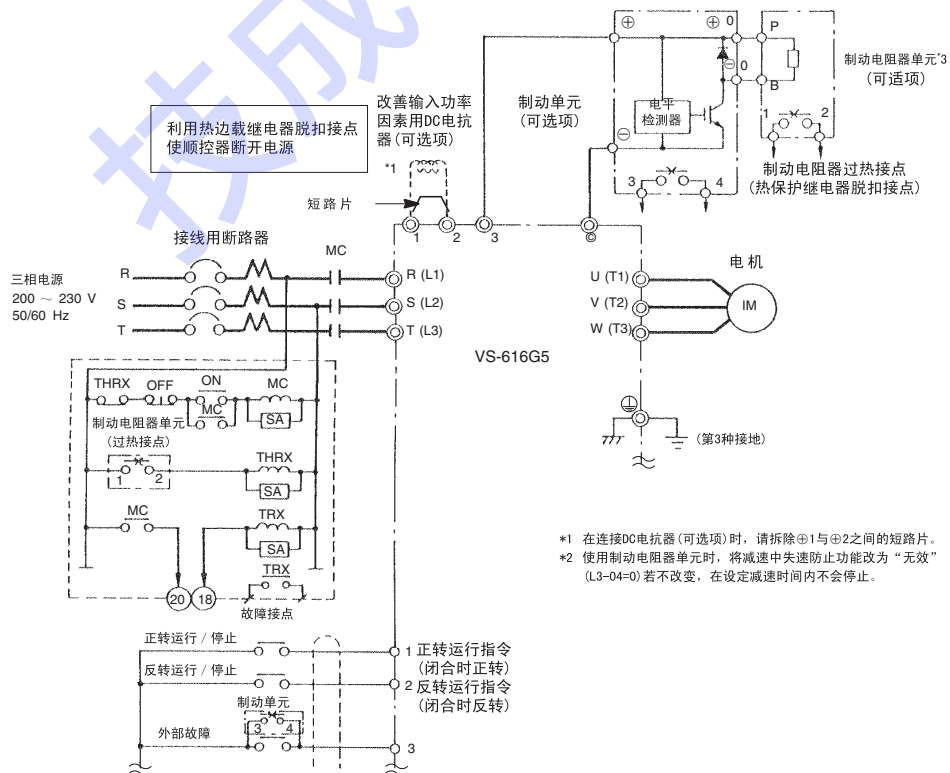 技成
利用热边载继电器脱扣接点
使顺控器断开电源
改善输入功率
因素用DC电抗
器(可选项)
*1
短路片
1 2 3 ©
制动单元
(可选项)
⊕ ⊕ 0
⊖ 0
电平
检测器
⊖
3 4
P
B
1 2
制动电阻器单元*3
(可适项)
制动电阻器过热接点
(热保护继电器脱扣接点)
接线用断路器
MC
三相电源
200 ～ 230 V
50/60 Hz
R
S
T
R (L1)
S (L2)
T (L3)
VS-616G5
U (T1)
V (T2)
W (T3)
电机
IM
(第3种接地)
THRX OFF ON MC
MC SA
制动电阻器单元
(过热接点)
1 2
THRX
SA
MC
TRX
SA
TRX
20 18
故障接点
*1 在连接DC电抗器(可选项)时，请拆除⊕1与⊕2之间的短路片。
*2 使用制动电阻器单元时，将减速中失速防止功能改为“无效”
(L3-04=0)若不改变，在设定减速时间内不会停止。
正转运行 / 停止
1 正转运行指令
(闭合时正转)
反转运行 / 停止
2 反转运行指令
(闭合时反转)
制动单元
3 4
外部故障
3